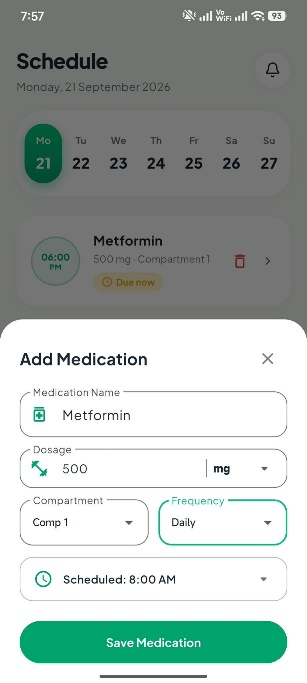 7:57
Vo
WiFi
93
Schedule
Monday, 21 September 2026
Mo Tu We Th Fr Sa Su
21 22 23 24 25 26 27
06:00
PM
Metformin
500 mg · Compartment 1
Due now
Add Medication
Medication Name
Metformin
Dosage
500 mg
Compartment Frequency
Comp 1 Daily
Scheduled: 8:00 AM
Save Medication